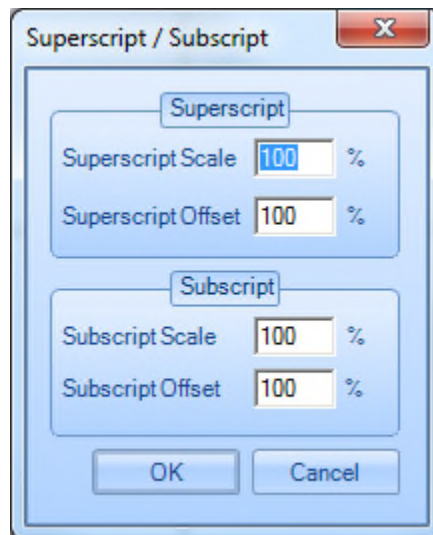 Superscript / Subscript
Superscript
Superscript Scale 100 %
Superscript Offset 100 %
Subscript
Subscript Scale 100 %
Subscript Offset 100 %
OK Cancel